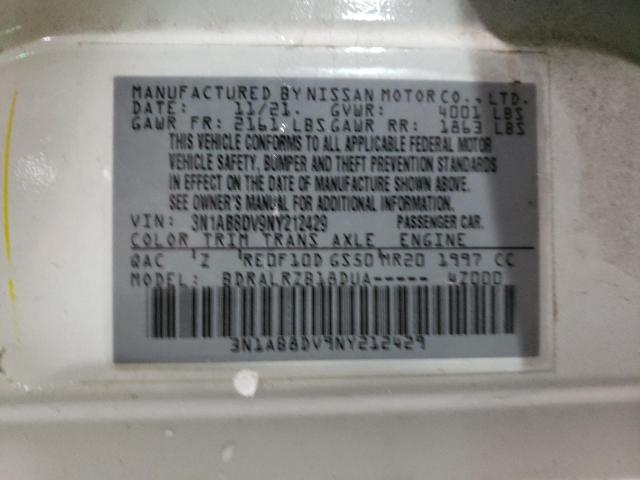 MANUFACTURED BY NISSAN MOTOR CO., LTD.
DATE: 11/21. GVWR: 4001 LBS
GAWR FR: 2161 LBS GAWR RR: 1863 LBS
THIS VEHICLE CONFORMS TO ALL APPLICABLE FEDERAL MOTOR
VEHICLE SAFETY, BUMPER AND THEFT PREVENTION STANDARDS
IN EFFECT ON THE DATE OF MANUFACTURE SHOWN ABOVE.
SEE OWNER'S MANUAL FOR ADDITIONAL INFORMATION.
VIN: 3N1AB8DV9NY212429 PASSENGER CAR.
COLOR TRIM TRANS AXLE ENGINE
QAC Z RE0F10D GS50 MR20 1997 CC
MODEL: BDRALRZB18DUA----- 4Z000
3N1AB8DV9NY212429